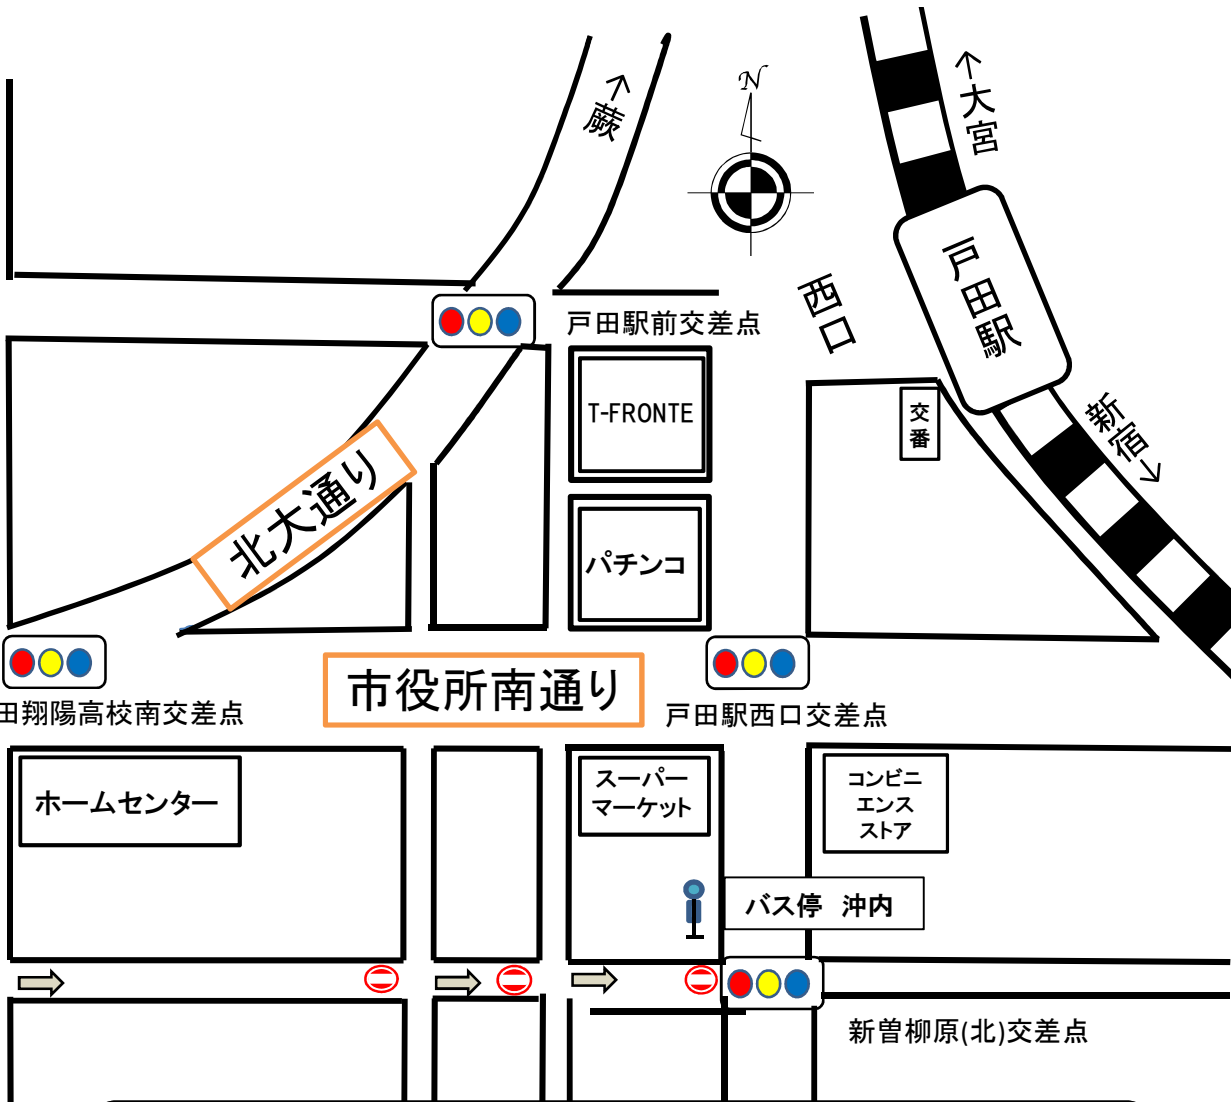 N
↑蕨
↑大宮
戸田駅
西口
戸田駅前交差点
T-FRONTE
交番
新宿↓
北大通り
パチンコ
市役所南通り
田翔陽高校南交差点
戸田駅西口交差点
ホームセンター
スーパー
マーケット
コンビニ
エンス
ストア
バス停　沖内
新曽柳原(北)交差点